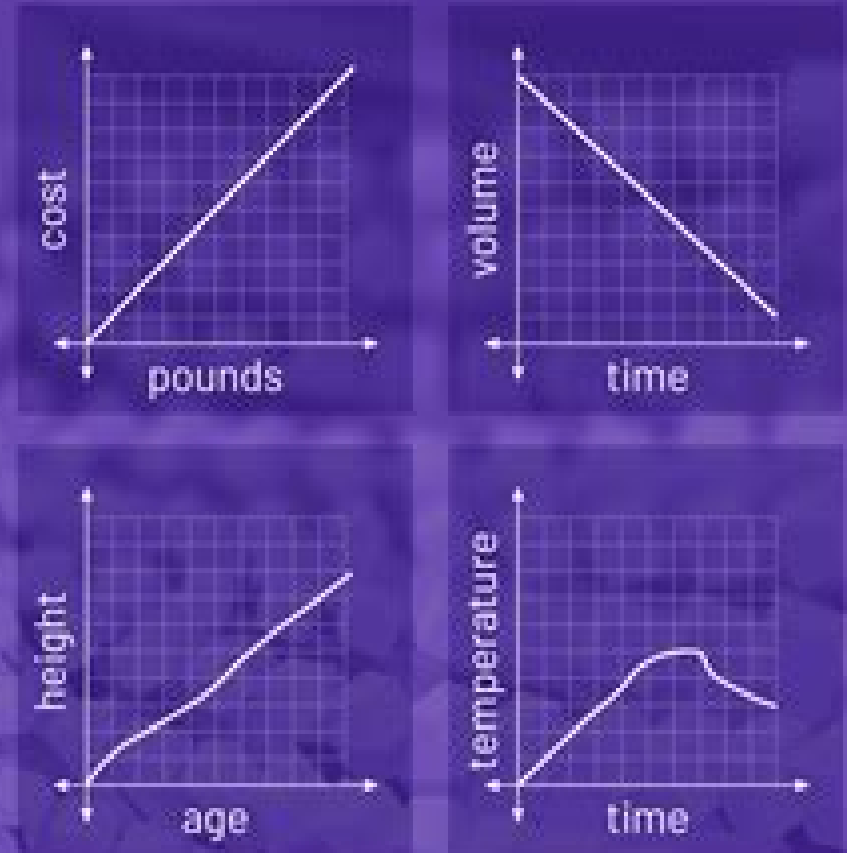 cost
pounds
volume
time
height
age
temperature
time